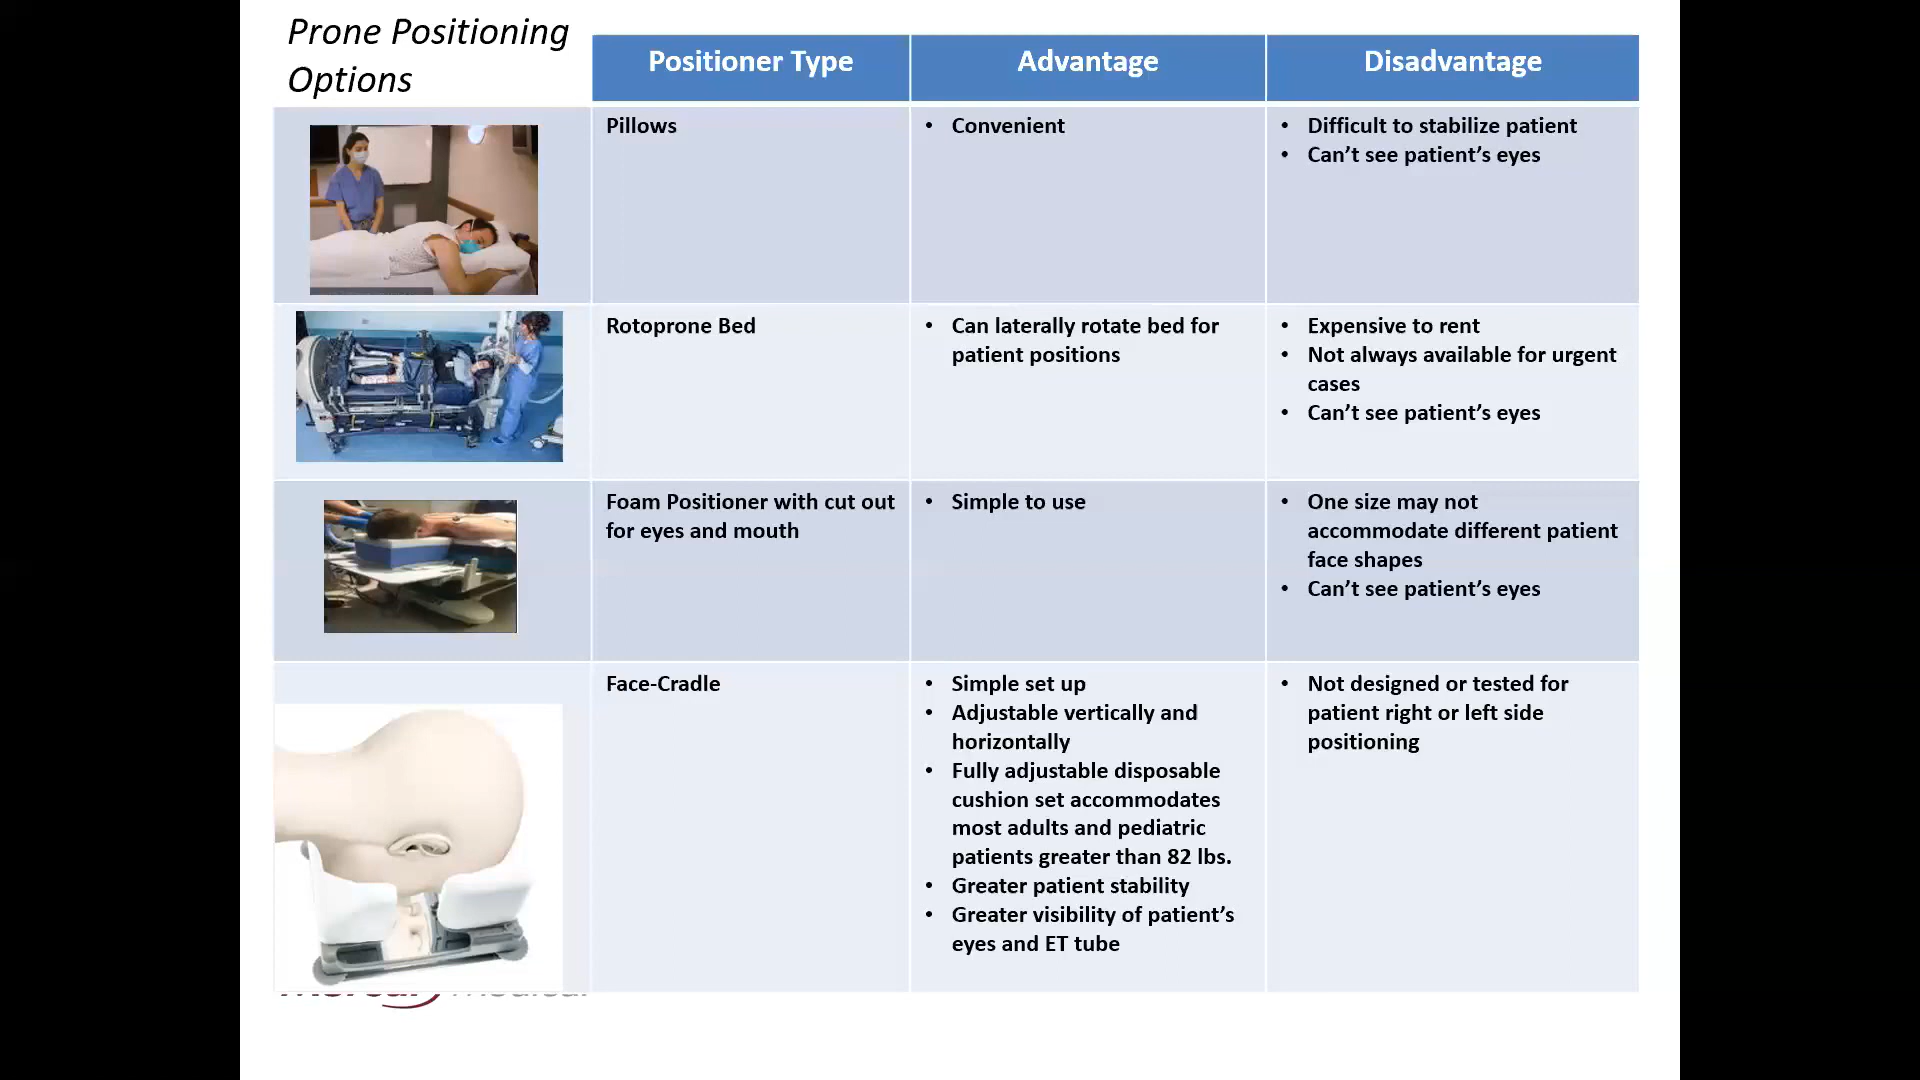 Prone Positioning
Options
Positioner Type
Advantage
Disadvantage
Pillows
• Convenient
• Difficult to stabilize patient
• Can’t see patient’s eyes
Rotoprone Bed
• Can laterally rotate bed for
patient positions
• Expensive to rent
• Not always available for urgent
cases
• Can’t see patient’s eyes
Foam Positioner with cut out
for eyes and mouth
• Simple to use
• One size may not
accommodate different patient
face shapes
• Can’t see patient’s eyes
Face-Cradle
• Simple set up
• Adjustable vertically and
horizontally
• Fully adjustable disposable
cushion set accommodates
most adults and pediatric
patients greater than 82 lbs.
• Greater patient stability
• Greater visibility of patient’s
eyes and ET tube
• Not designed or tested for
patient right or left side
positioning